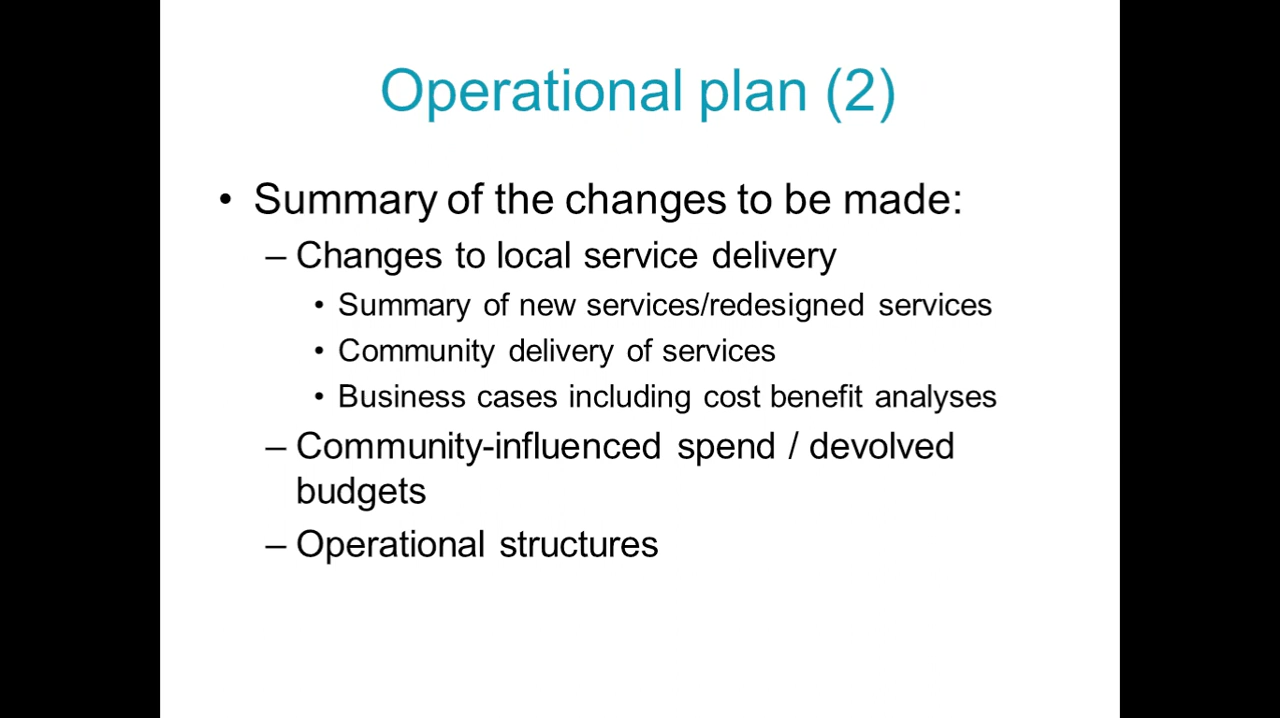 Operational plan (2)
• Summary of the changes to be made:
– Changes to local service delivery
• Summary of new services/redesigned services
• Community delivery of services
• Business cases including cost benefit analyses
– Community-influenced spend / devolved
budgets
– Operational structures